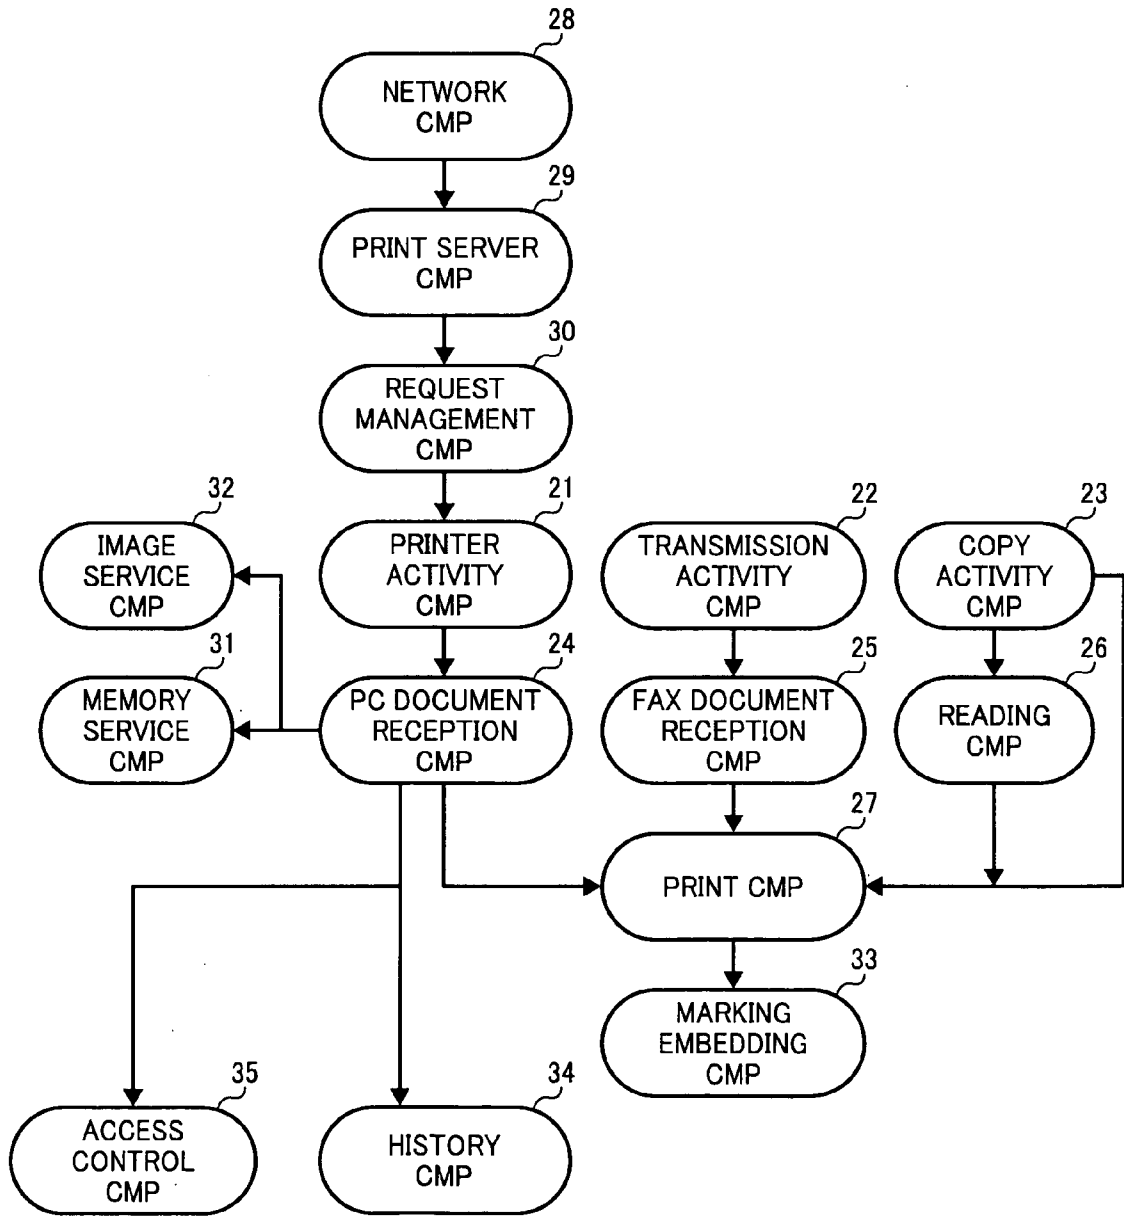 28
NETWORK
CMP
29
PRINT SERVER
CMP
30
REQUEST
MANAGEMENT
CMP
32
IMAGE
SERVICE
CMP
21
PRINTER
ACTIVITY
CMP
22
TRANSMISSION
ACTIVITY
CMP
23
COPY
ACTIVITY
CMP
31
MEMORY
SERVICE
CMP
24
PC DOCUMENT
RECEPTION
CMP
25
FAX DOCUMENT
RECEPTION
CMP
26
READING
CMP
27
PRINT CMP
33
MARKING
EMBEDDING
CMP
35
ACCESS
CONTROL
CMP
34
HISTORY
CMP